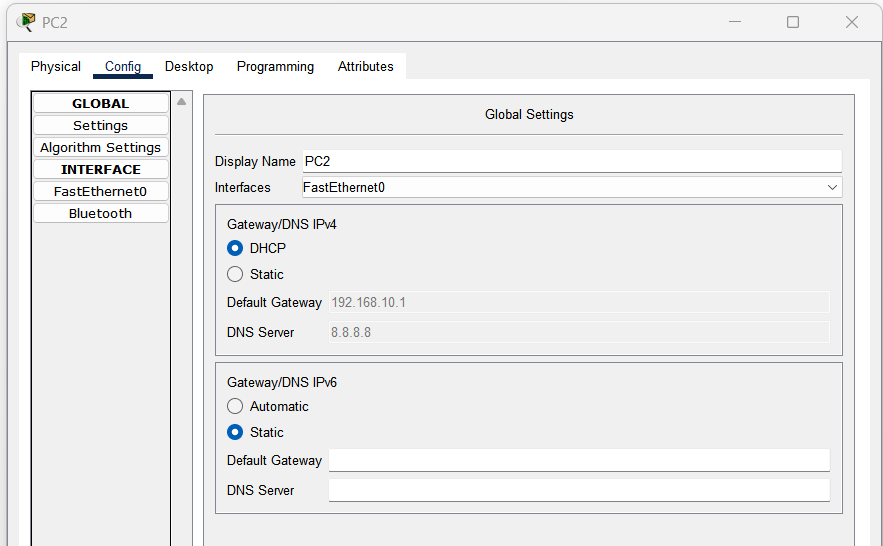 PC2
Physical Config Desktop Programming Attributes
GLOBAL
Settings
Algorithm Settings
INTERFACE
FastEthernet0
Bluetooth
Global Settings
Display Name PC2
Interfaces FastEthernet0
Gateway/DNS IPv4
DHCP
Static
Default Gateway 192.168.10.1
DNS Server 8.8.8.8
Gateway/DNS IPv6
Automatic
Static
Default Gateway
DNS Server